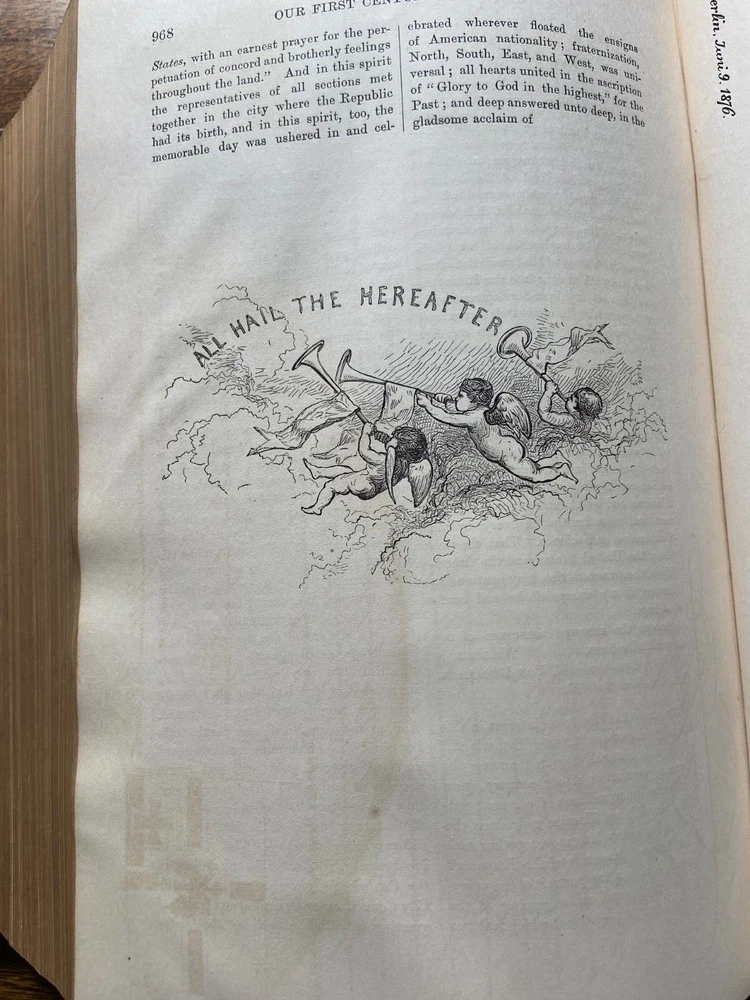 968
OUR FIRST
States, with an earnest prayer for the per-
petuation of concord and brotherly feelings
throughout the land." And in this spirit
the representatives of all sections met
together in the city where the Republic
had its birth, and in this spirit, too, the
memorable day was ushered in and cel-
ebrated wherever floated the ensigns
of American nationality; fraternization,
North, South, East, and West, was uni-
versal; all hearts united in the ascription
of "Glory to God in the highest," for the
Past; and deep answered unto deep, in the
gladsome acclaim of
ALL HAIL THE HEREAFTER
Juni 9. 1876.